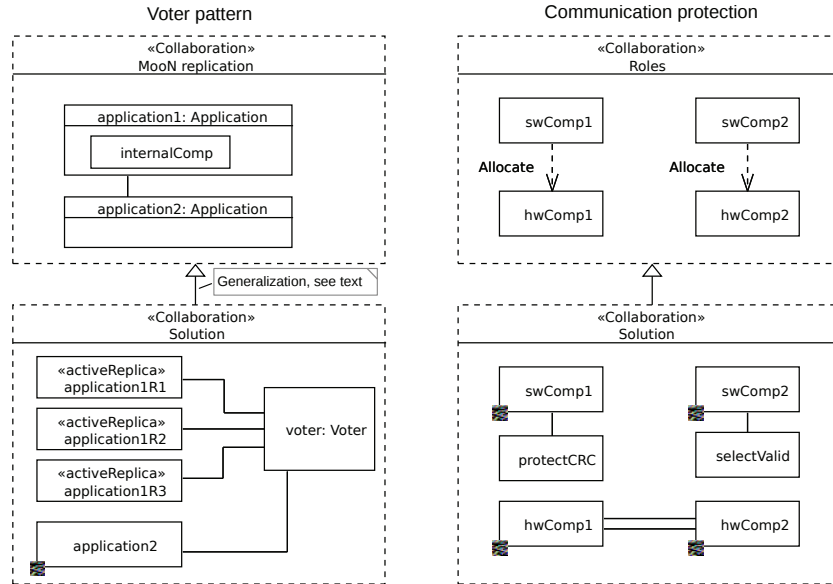 Voter pattern
«Collaboration»
MooN replication
application1: Application
internalComp
application2: Application
Generalization, see text
«Collaboration»
Solution
«activeReplica»
application1R1
«activeReplica»
application1R2
«activeReplica»
application1R3
voter: Voter
application2
Communication protection
«Collaboration»
Roles
swComp1
swComp2
Allocate
Allocate
hwComp1
hwComp2
«Collaboration»
Solution
swComp1
swComp2
protectCRC
selectValid
hwComp1
hwComp2